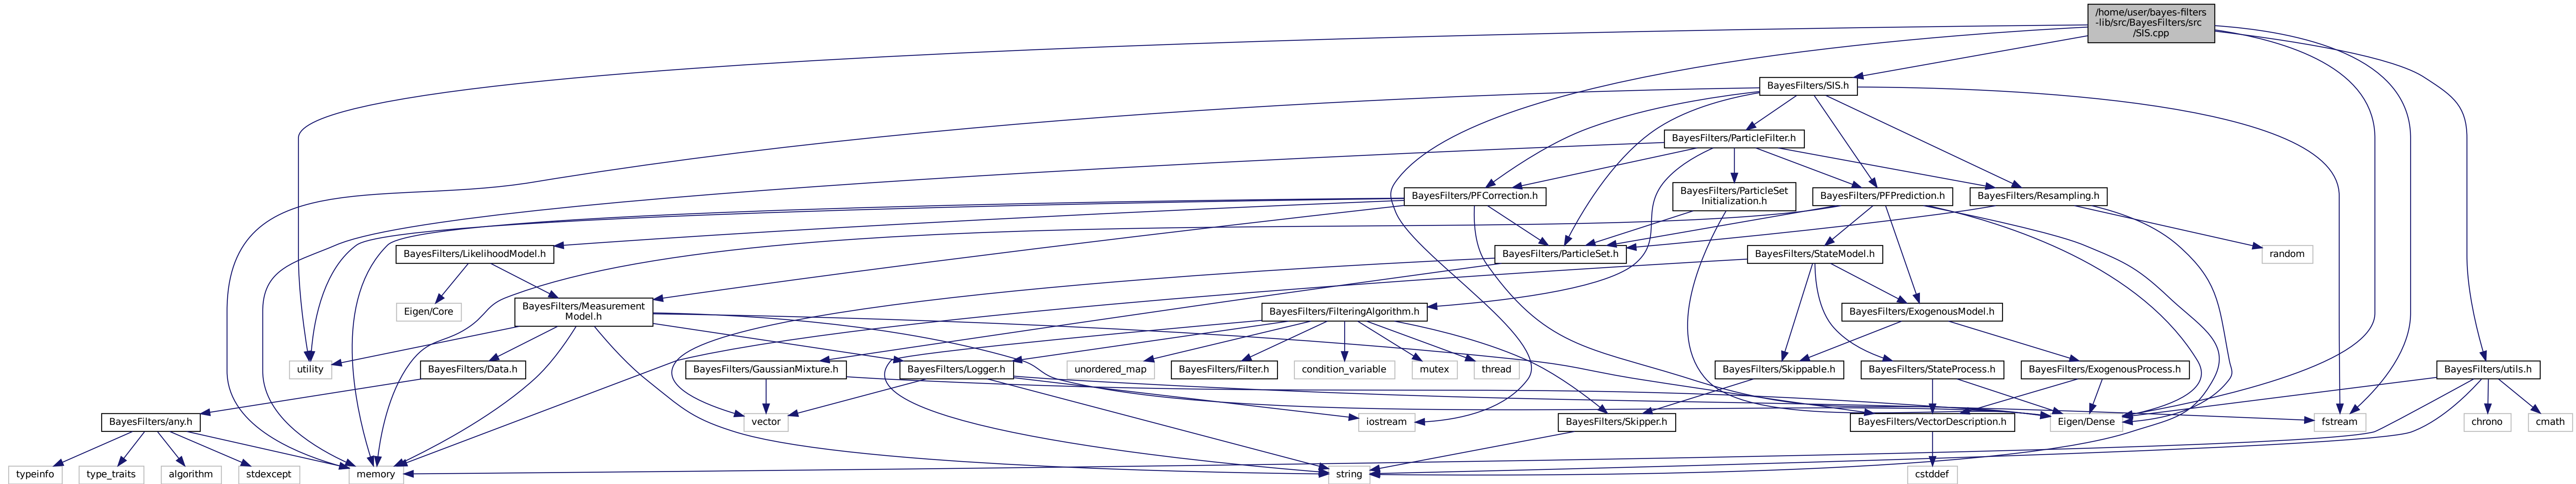 /home/user/bayes-filters
-lib/src/BayesFilters/src
/SIS.cpp
BayesFilters/SIS.h
BayesFilters/ParticleFilter.h
BayesFilters/PFCorrection.h
BayesFilters/ParticleSet
Initialization.h
BayesFilters/PFPrediction.h
BayesFilters/Resampling.h
BayesFilters/LikelihoodModel.h
BayesFilters/ParticleSet.h
BayesFilters/StateModel.h
random
Eigen/Core
BayesFilters/Measurement
Model.h
BayesFilters/FilteringAlgorithm.h
BayesFilters/ExogenousModel.h
utility
BayesFilters/Data.h
BayesFilters/GaussianMixture.h
BayesFilters/Logger.h
unordered_map
BayesFilters/Filter.h
condition_variable
mutex
thread
BayesFilters/Skippable.h
BayesFilters/StateProcess.h
BayesFilters/ExogenousProcess.h
BayesFilters/utils.h
BayesFilters/any.h
vector
iostream
BayesFilters/Skipper.h
BayesFilters/VectorDescription.h
Eigen/Dense
fstream
chrono
cmath
typeinfo
type_traits
algorithm
stdexcept
memory
string
cstddef